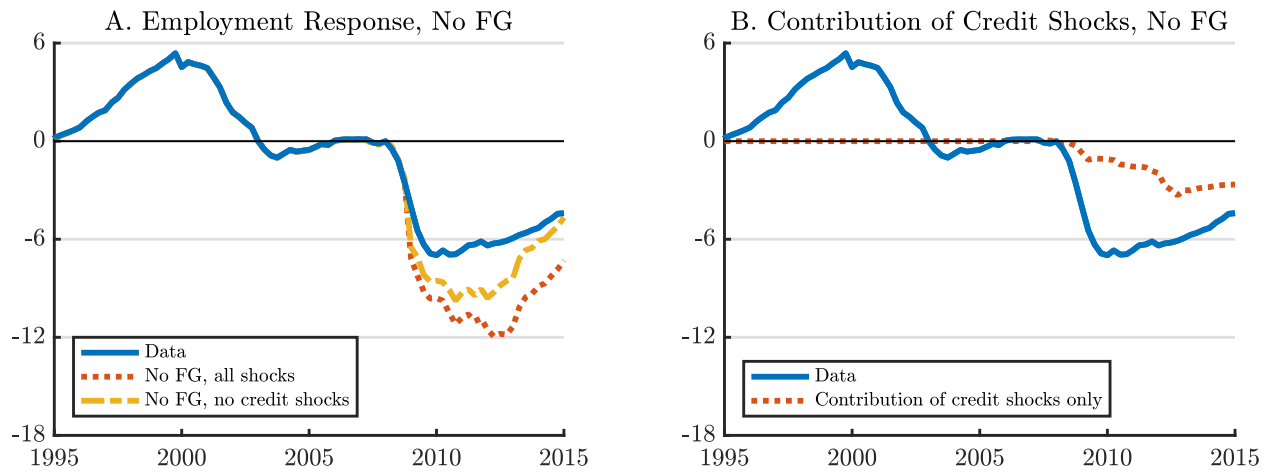 A. Employment Response, No FG
6
0
-6
-12
-18
1995
2000
2005
2010
2015
Data
No FG, all shocks
No FG, no credit shocks
B. Contribution of Credit Shocks, No FG
6
0
-6
-12
-18
1995
2000
2005
2010
2015
Data
Contribution of credit shocks only